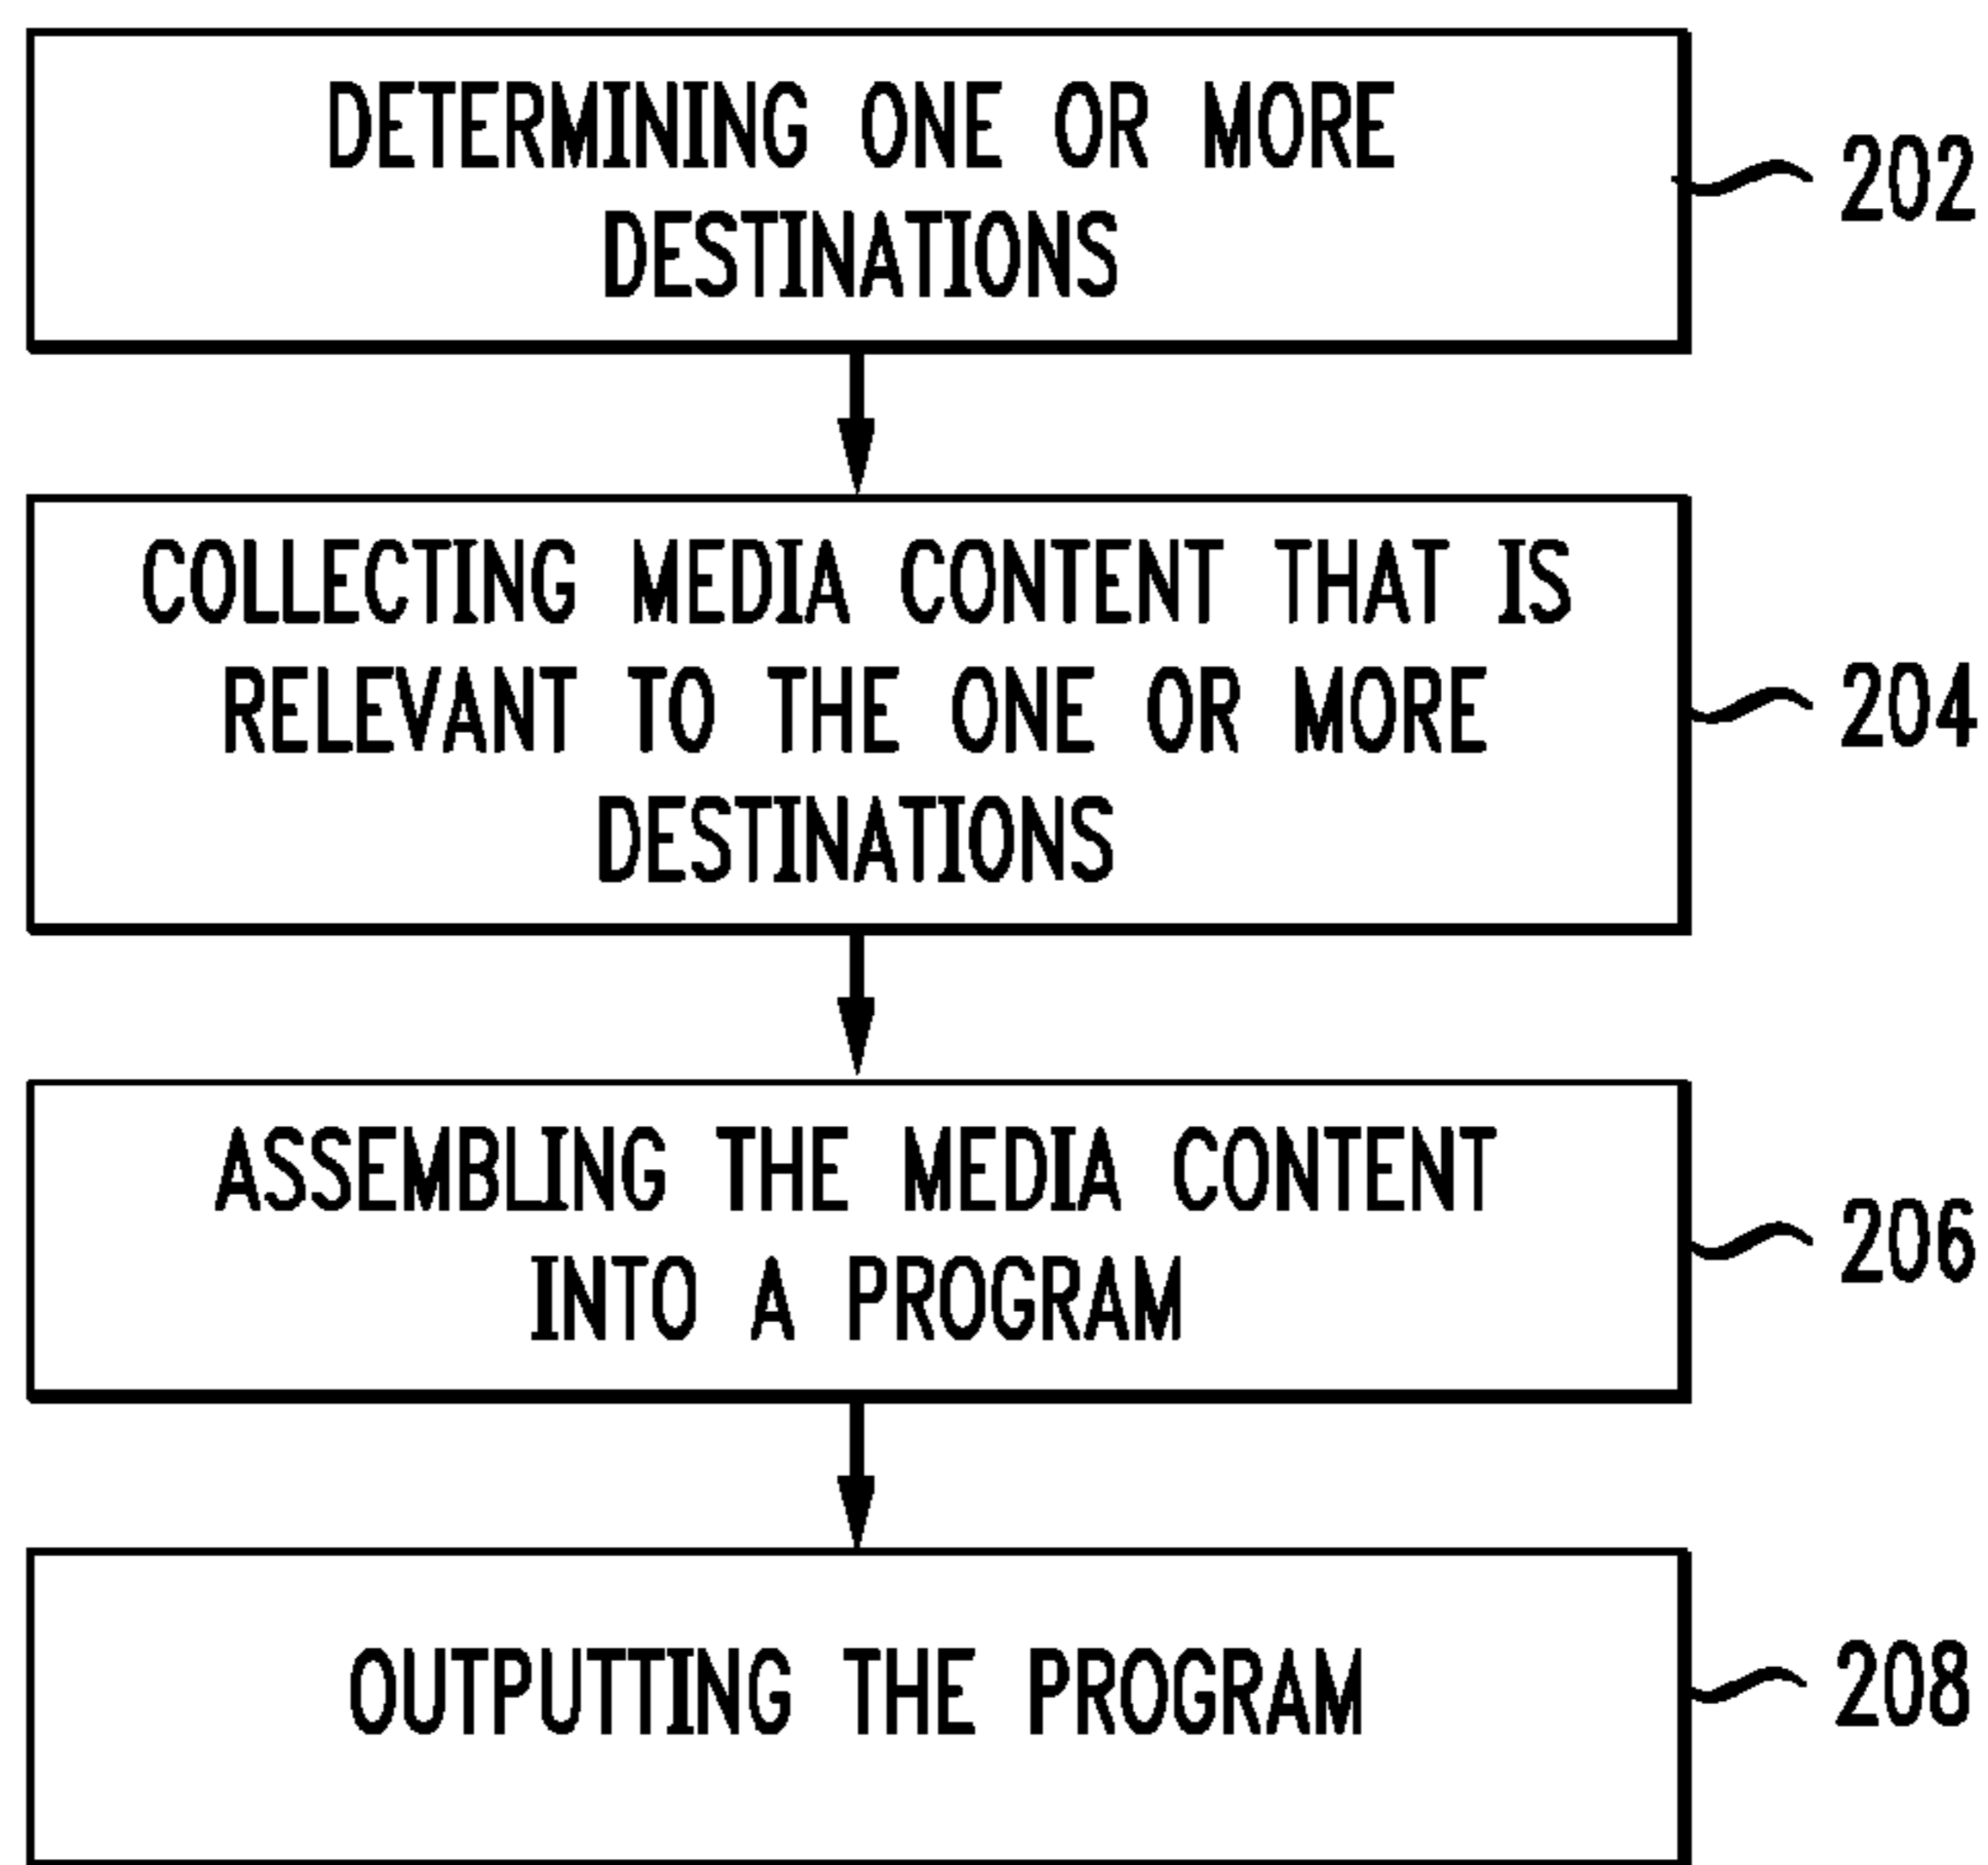 DETERMINING ONE OR MORE
DESTINATIONS
202
COLLECTING MEDIA CONTENT THAT IS
RELEVANT TO THE ONE OR MORE
DESTINATIONS
204
ASSEMBLING THE MEDIA CONTENT
INTO A PROGRAM
206
OUTPUTTING THE PROGRAM
208